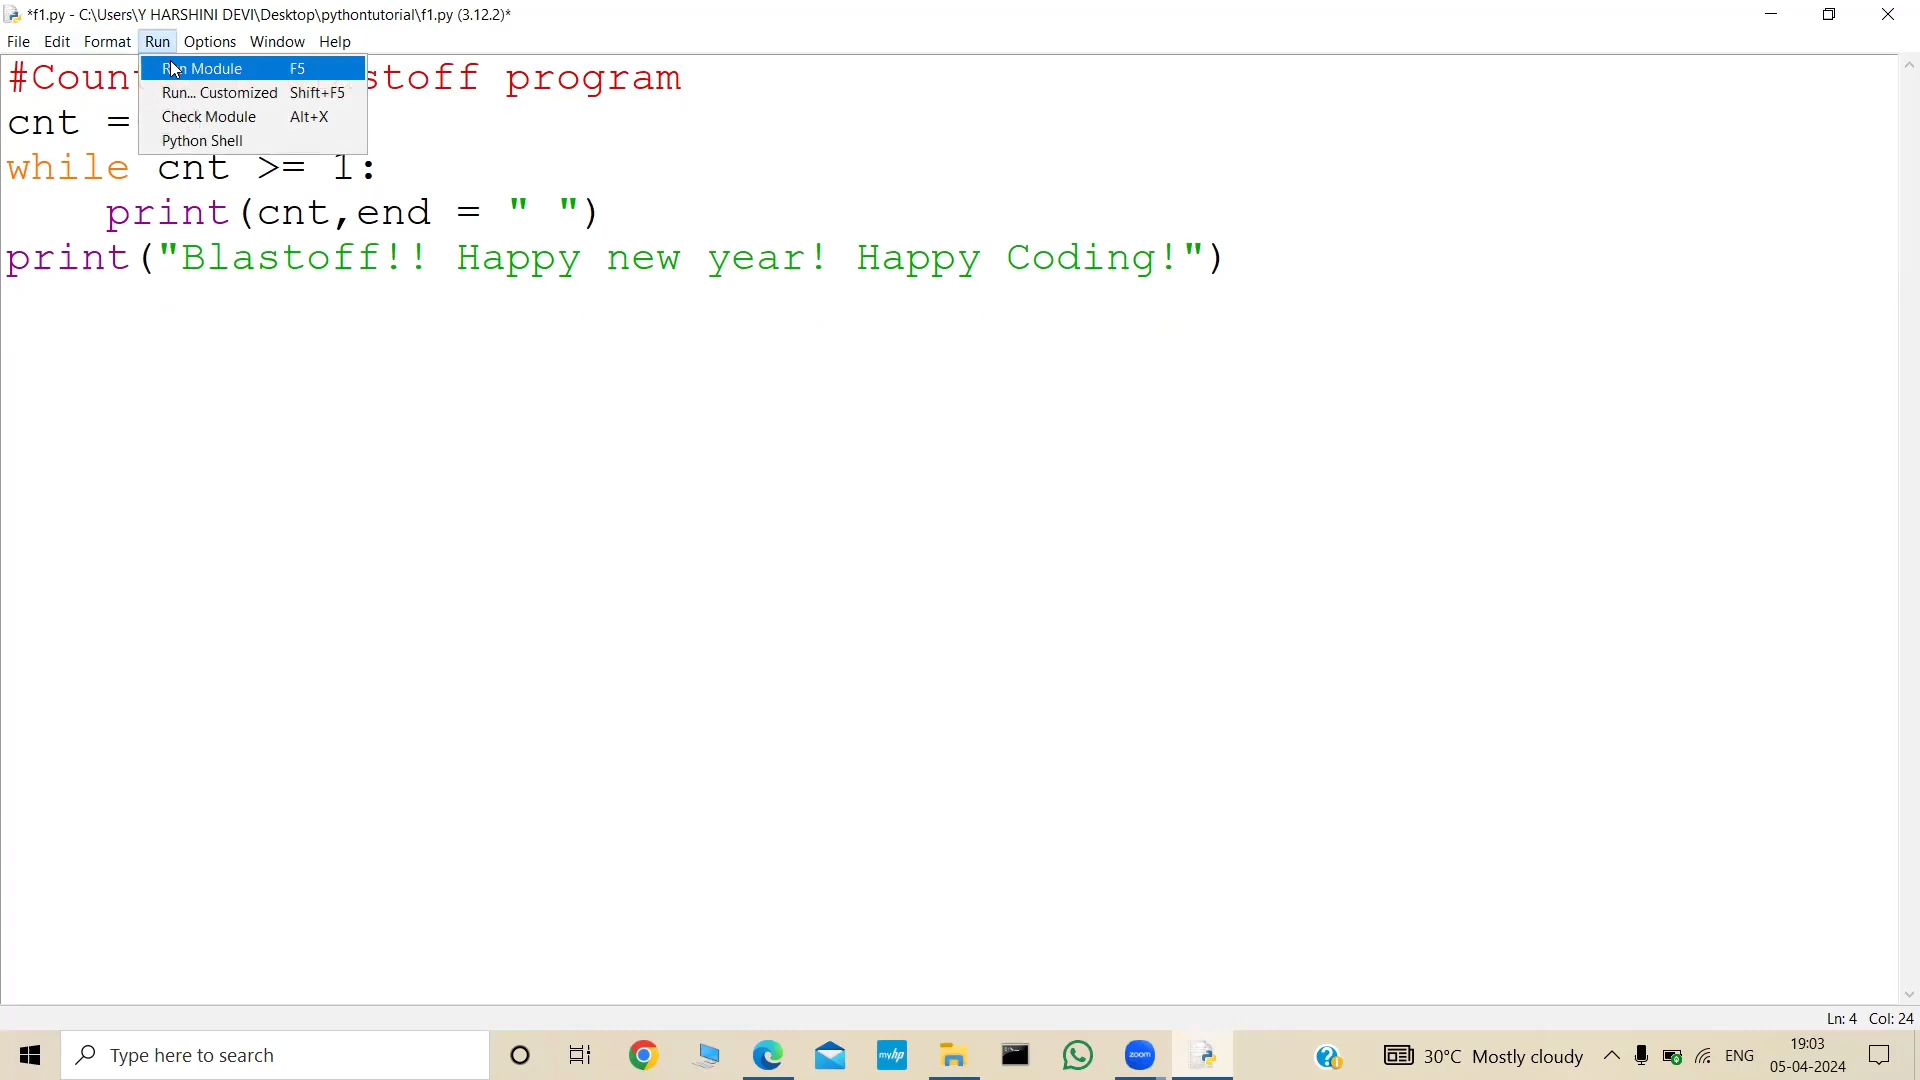 *f1.py - C:\Users\Y HARSHINI DEVI\Desktop\pythontutorial\f1.py (3.12.2)*
File Edit Format Run Options Window Help
Run Module F5
Run... Customized Shift+F5
Check Module Alt+X
Python Shell
#Coun stoff program
cnt =
while cnt >= 1:
print(cnt,end = " ")
print("Blastoff!! Happy new year! Happy Coding!")
Ln: 4 Col: 24
Type here to search
myhp
zoom
30°C Mostly cloudy
ENG
19:03
05-04-2024